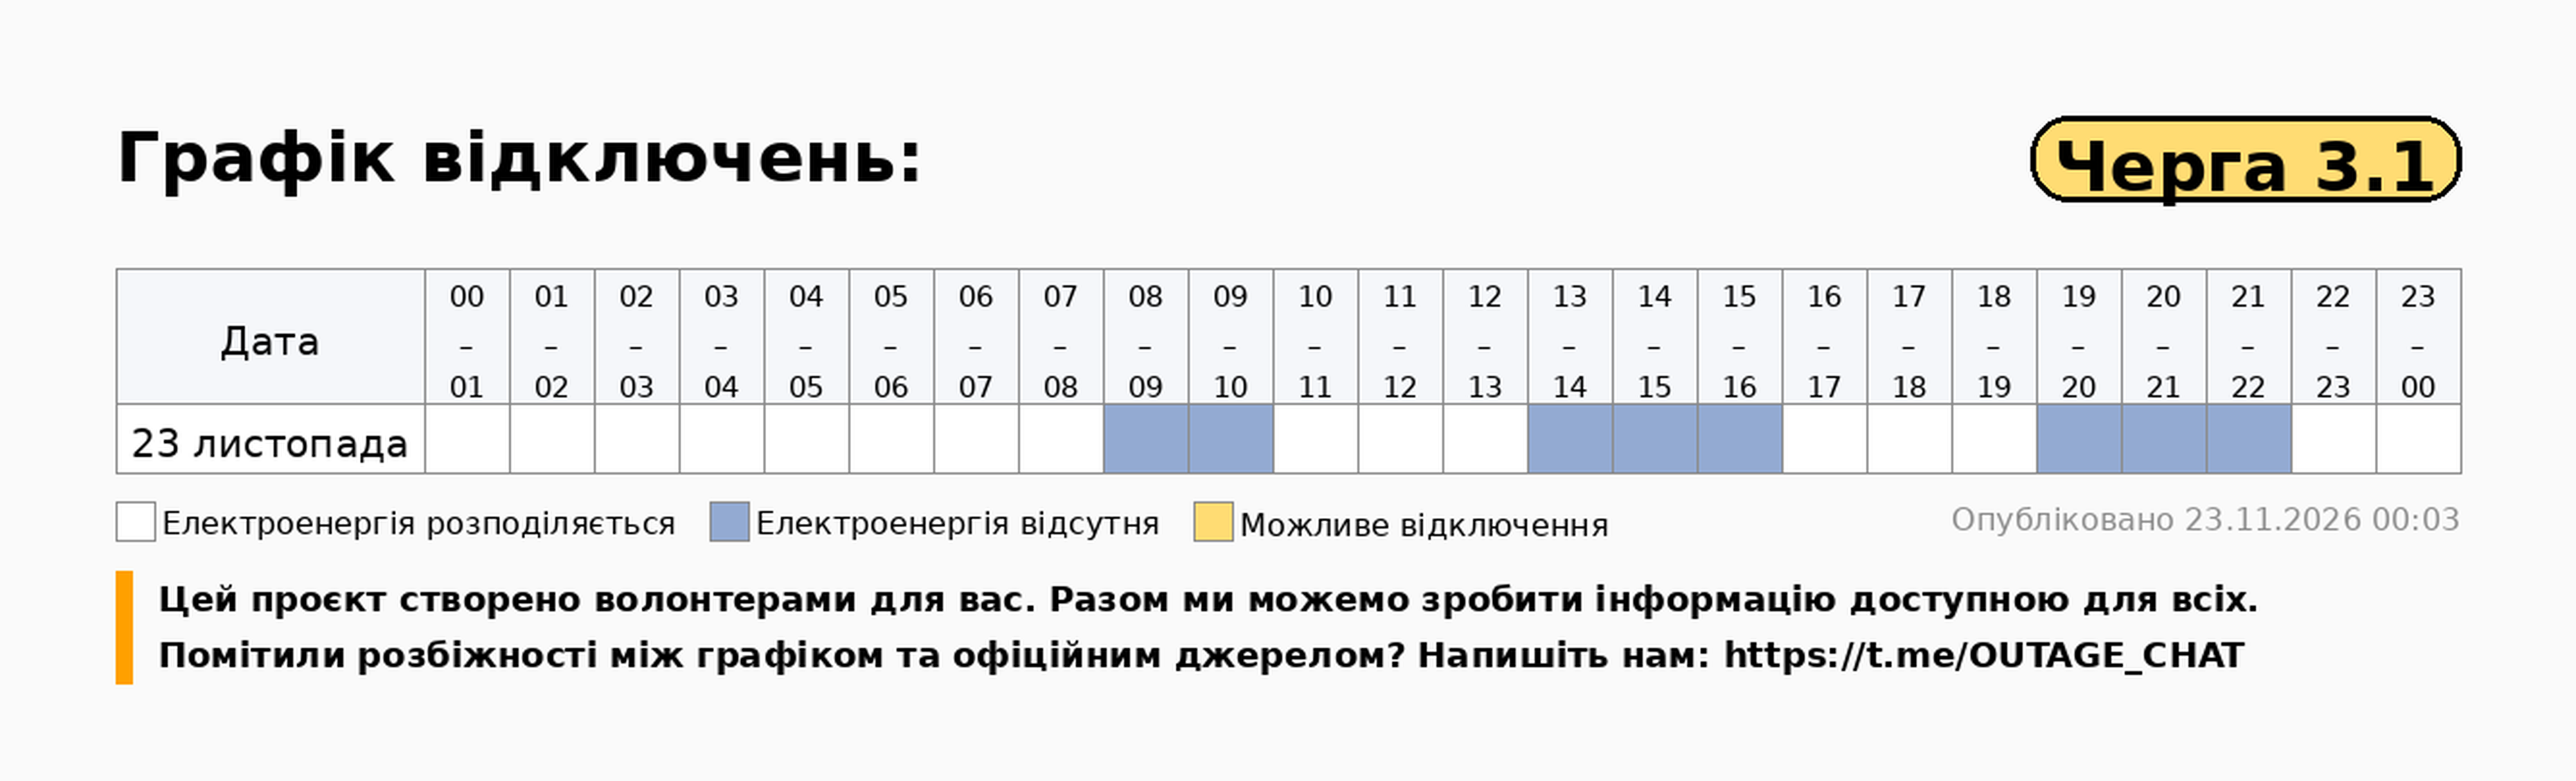 Графік відключень:
Черга 3.1
Дата
00 – 01
01 – 02
02 – 03
03 – 04
04 – 05
05 – 06
06 – 07
07 – 08
08 – 09
09 – 10
10 – 11
11 – 12
12 – 13
13 – 14
14 – 15
15 – 16
16 – 17
17 – 18
18 – 19
19 – 20
20 – 21
21 – 22
22 – 23
23 – 00
23 листопада
Електроенергія розподіляється
Електроенергія відсутня
Можливе відключення
Опубліковано 23.11.2026 00:03
Цей проєкт створено волонтерами для вас. Разом ми можемо зробити інформацію доступною для всіх.
Помітили розбіжності між графіком та офіційним джерелом? Напишіть нам: https://t.me/OUTAGE_CHAT